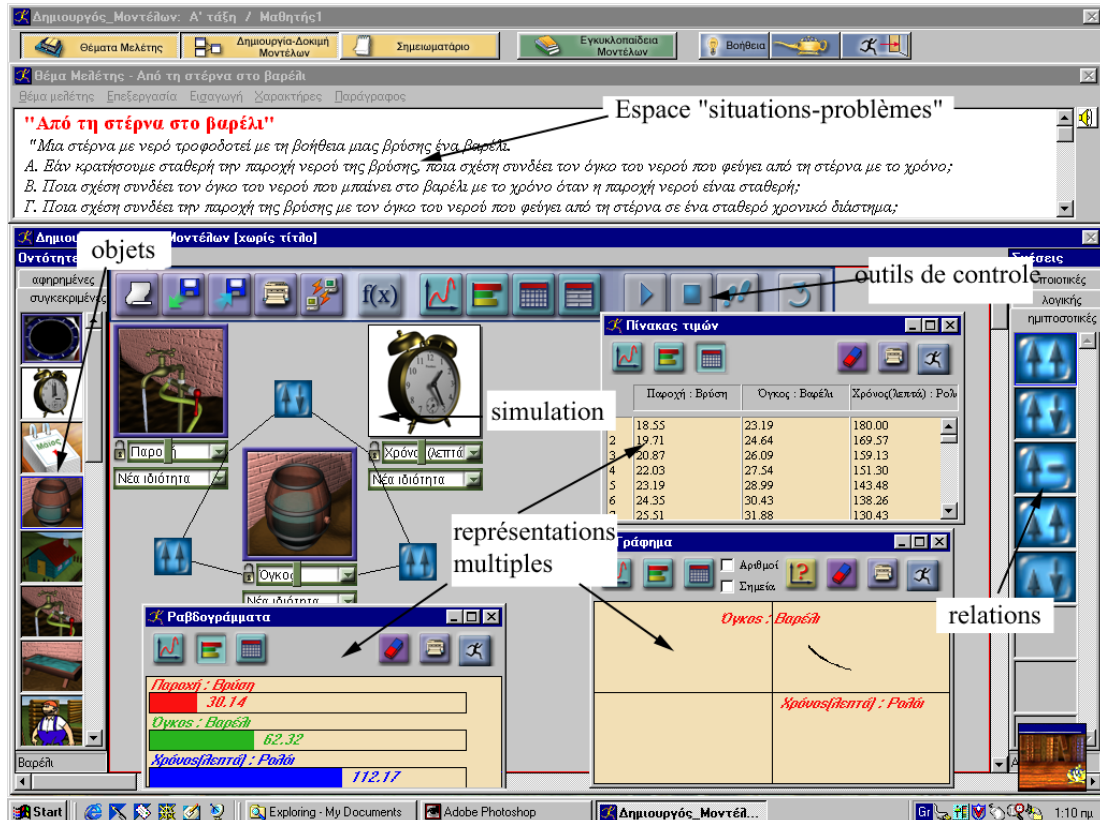 Δημιουργός_Μοντέλων: Α' τάξη / Μαθητής1
Θέματα Μελέτης
Δημιουργία-Δοκιμή
Μοντέλων
Σημειωματάριο
Εγκυκλοπαίδεια
Μοντέλων
Βοήθεια
Θέμα Μελέτης - Από τη στέρνα στο βαρέλι
Θέμα μελέτης Επεξεργασία Εισαγωγή Χαρακτήρες Παράγραφος
Espace "situations-problèmes"
"Από τη στέρνα στο βαρέλι"
"Μια στέρνα με νερό τροφοδοτεί με τη βοήθεια μιας βρύσης ένα βαρέλι.
Α. Εάν κρατήσουμε σταθερή την παροχή νερού της βρύσης, ποια σχέση συνδέει τον όγκο του νερού που φεύγει από τη στέρνα με το χρόνο;
Β. Ποια σχέση συνδέει τον όγκο του νερού που μπαίνει στο βαρέλι με το χρόνο όταν η παροχή νερού είναι σταθερή;
Γ. Ποια σχέση συνδέει την παροχή της βρύσης με τον όγκο του νερού που φεύγει από τη στέρνα σε ένα σταθερό χρονικό διάστημα;
Μοντέλων [χωρίς τίτλο]
objets
αφηρημένες
συγκεκριμένες
f(x)
outils de controle
λογικής
ημιποσοτικές
Μάιος
simulation
Νέα ιδιότητα
Νέα ιδιότητα
Όγκος
Νέα ιδιότητα
Πίνακας τιμών
Παροχή : Βρύση Όγκος : Βαρέλι Χρόνος(λεπτά) :
18.55 23.19 180.00
2 19.71 24.64 169.57
3 20.87 26.09 159.13
4 22.03 27.54 151.30
5 23.19 28.99 143.48
6 24.35 30.43 138.26
25.51 31.88 130.43
représentations
multiples
Γράφημα
Αριθμοί
Σημεία
Όγκος : Βαρέλι
Χρόνος(λεπτά) : Ρολόι
relations
Ραβδογράμματα
Παροχή : Βρύση
30.14
Όγκος : Βαρέλι
62.32
Χρόνος(λεπτά) : Ρολόι
112.17
Βαρέλι
Start
Exploring - My Documents
Adobe Photoshop
Δημιουργός_Μοντέλ...
Gr
1:10 πμ